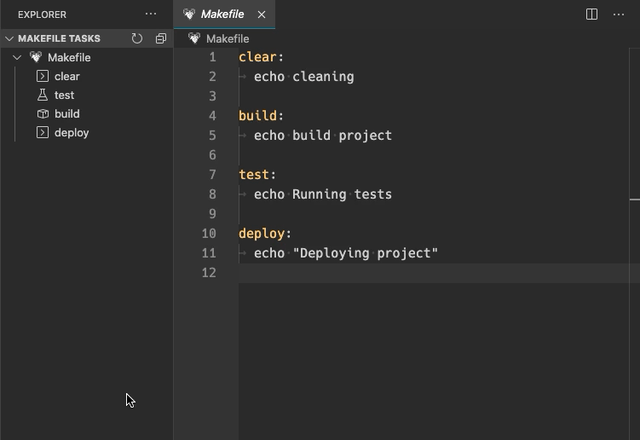 EXPLORER
MAKEFILE TASKS
Makefile
clear
test
build
deploy
Makefile
Makefile
1 clear:
2 echo cleaning
3
4 build:
5 echo build project
6
7 test:
8 echo Running tests
9
10 deploy:
11 echo "Deploying project"
12